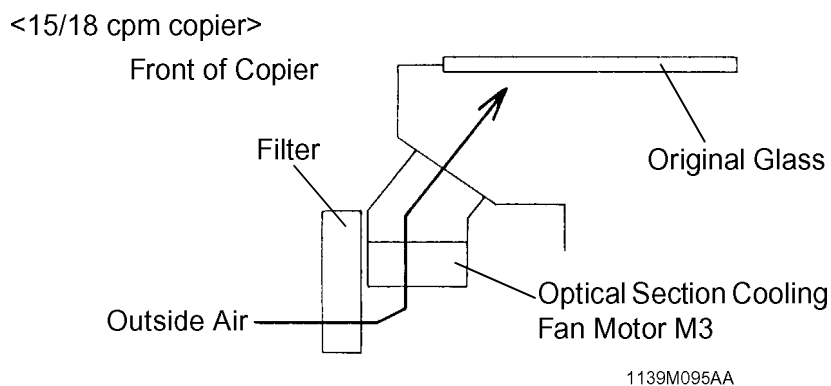 <15/18 cpm copier>
Front of Copier
Filter
Original Glass
Outside Air
Optical Section Cooling
Fan Motor M3
1139M095AA